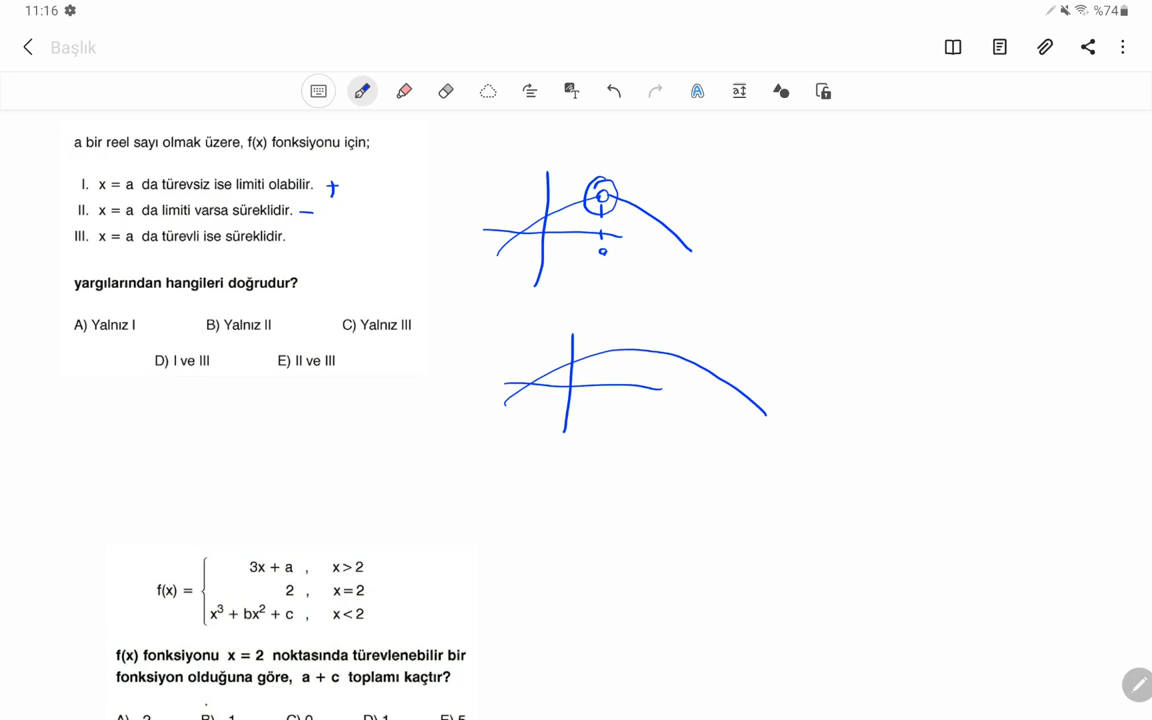 11:16 %74
Başlık
a bir reel sayı olmak üzere, f(x) fonksiyonu için;
I. x = a da türevsiz ise limiti olabilir. +
II. x = a da limiti varsa süreklidir. –
III. x = a da türevli ise süreklidir.
yargılarından hangileri doğrudur?
A) Yalnız I B) Yalnız II C) Yalnız III
D) I ve III E) II ve III
3x + a , x > 2
f(x) = 2 , x = 2
x³ + bx² + c , x < 2
f(x) fonksiyonu x = 2 noktasında türevlenebilir bir
fonksiyon olduğuna göre, a + c toplamı kaçtır?